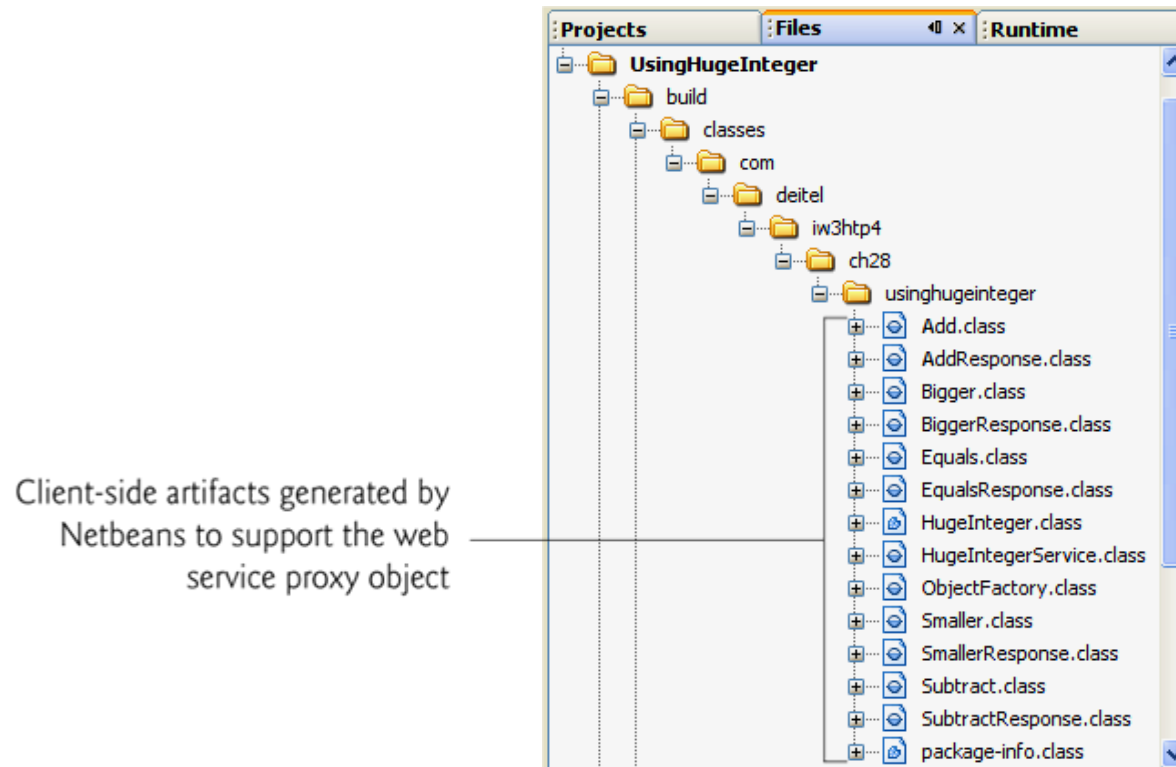 Projects Files Runtime
UsingHugeInteger
build
classes
com
deitel
iw3htp4
ch28
usinghugeinteger
Add.class
AddResponse.class
Bigger.class
BiggerResponse.class
Equals.class
EqualsResponse.class
HugeInteger.class
HugeIntegerService.class
ObjectFactory.class
Smaller.class
SmallerResponse.class
Subtract.class
SubtractResponse.class
package-info.class
Client-side artifacts generated by
Netbeans to support the web
service proxy object